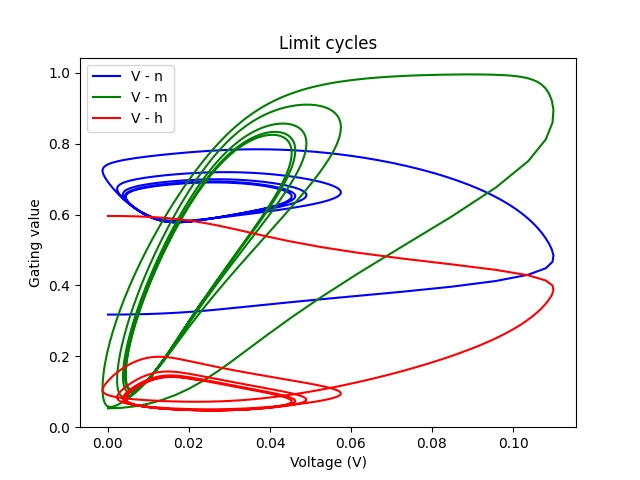 Limit cycles
V - n
V - m
V - h
Gating value
1.0
0.8
0.6
0.4
0.2
0.0
0.00 0.02 0.04 0.06 0.08 0.10
Voltage (V)